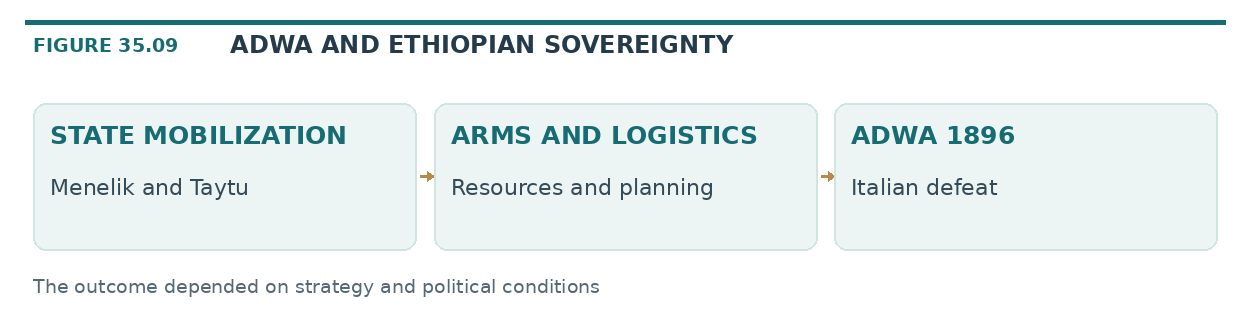 FIGURE 35.09 ADWA AND ETHIOPIAN SOVEREIGNTY
STATE MOBILIZATION
Menelik and Taytu
ARMS AND LOGISTICS
Resources and planning
ADWA 1896
Italian defeat
The outcome depended on strategy and political conditions